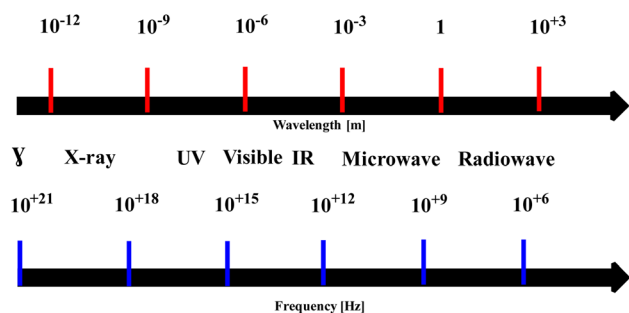 10⁻¹² 10⁻⁹ 10⁻⁶ 10⁻³ 1 10⁺³
Wavelength [m]
Ɣ X-ray UV Visible IR Microwave Radiowave
10⁺²¹ 10⁺¹⁸ 10⁺¹⁵ 10⁺¹² 10⁺⁹ 10⁺⁶
Frequency [Hz]